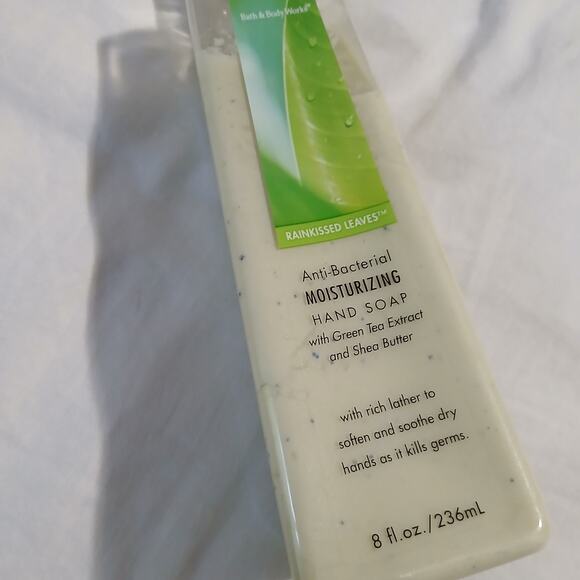 Bath & Body Works®
RAINKISSED LEAVES™
Anti-Bacterial
MOISTURIZING
HAND SOAP
with Green Tea Extract
and Shea Butter
with rich lather to
soften and soothe dry
hands as it kills germs.
8 fl.oz./236mL